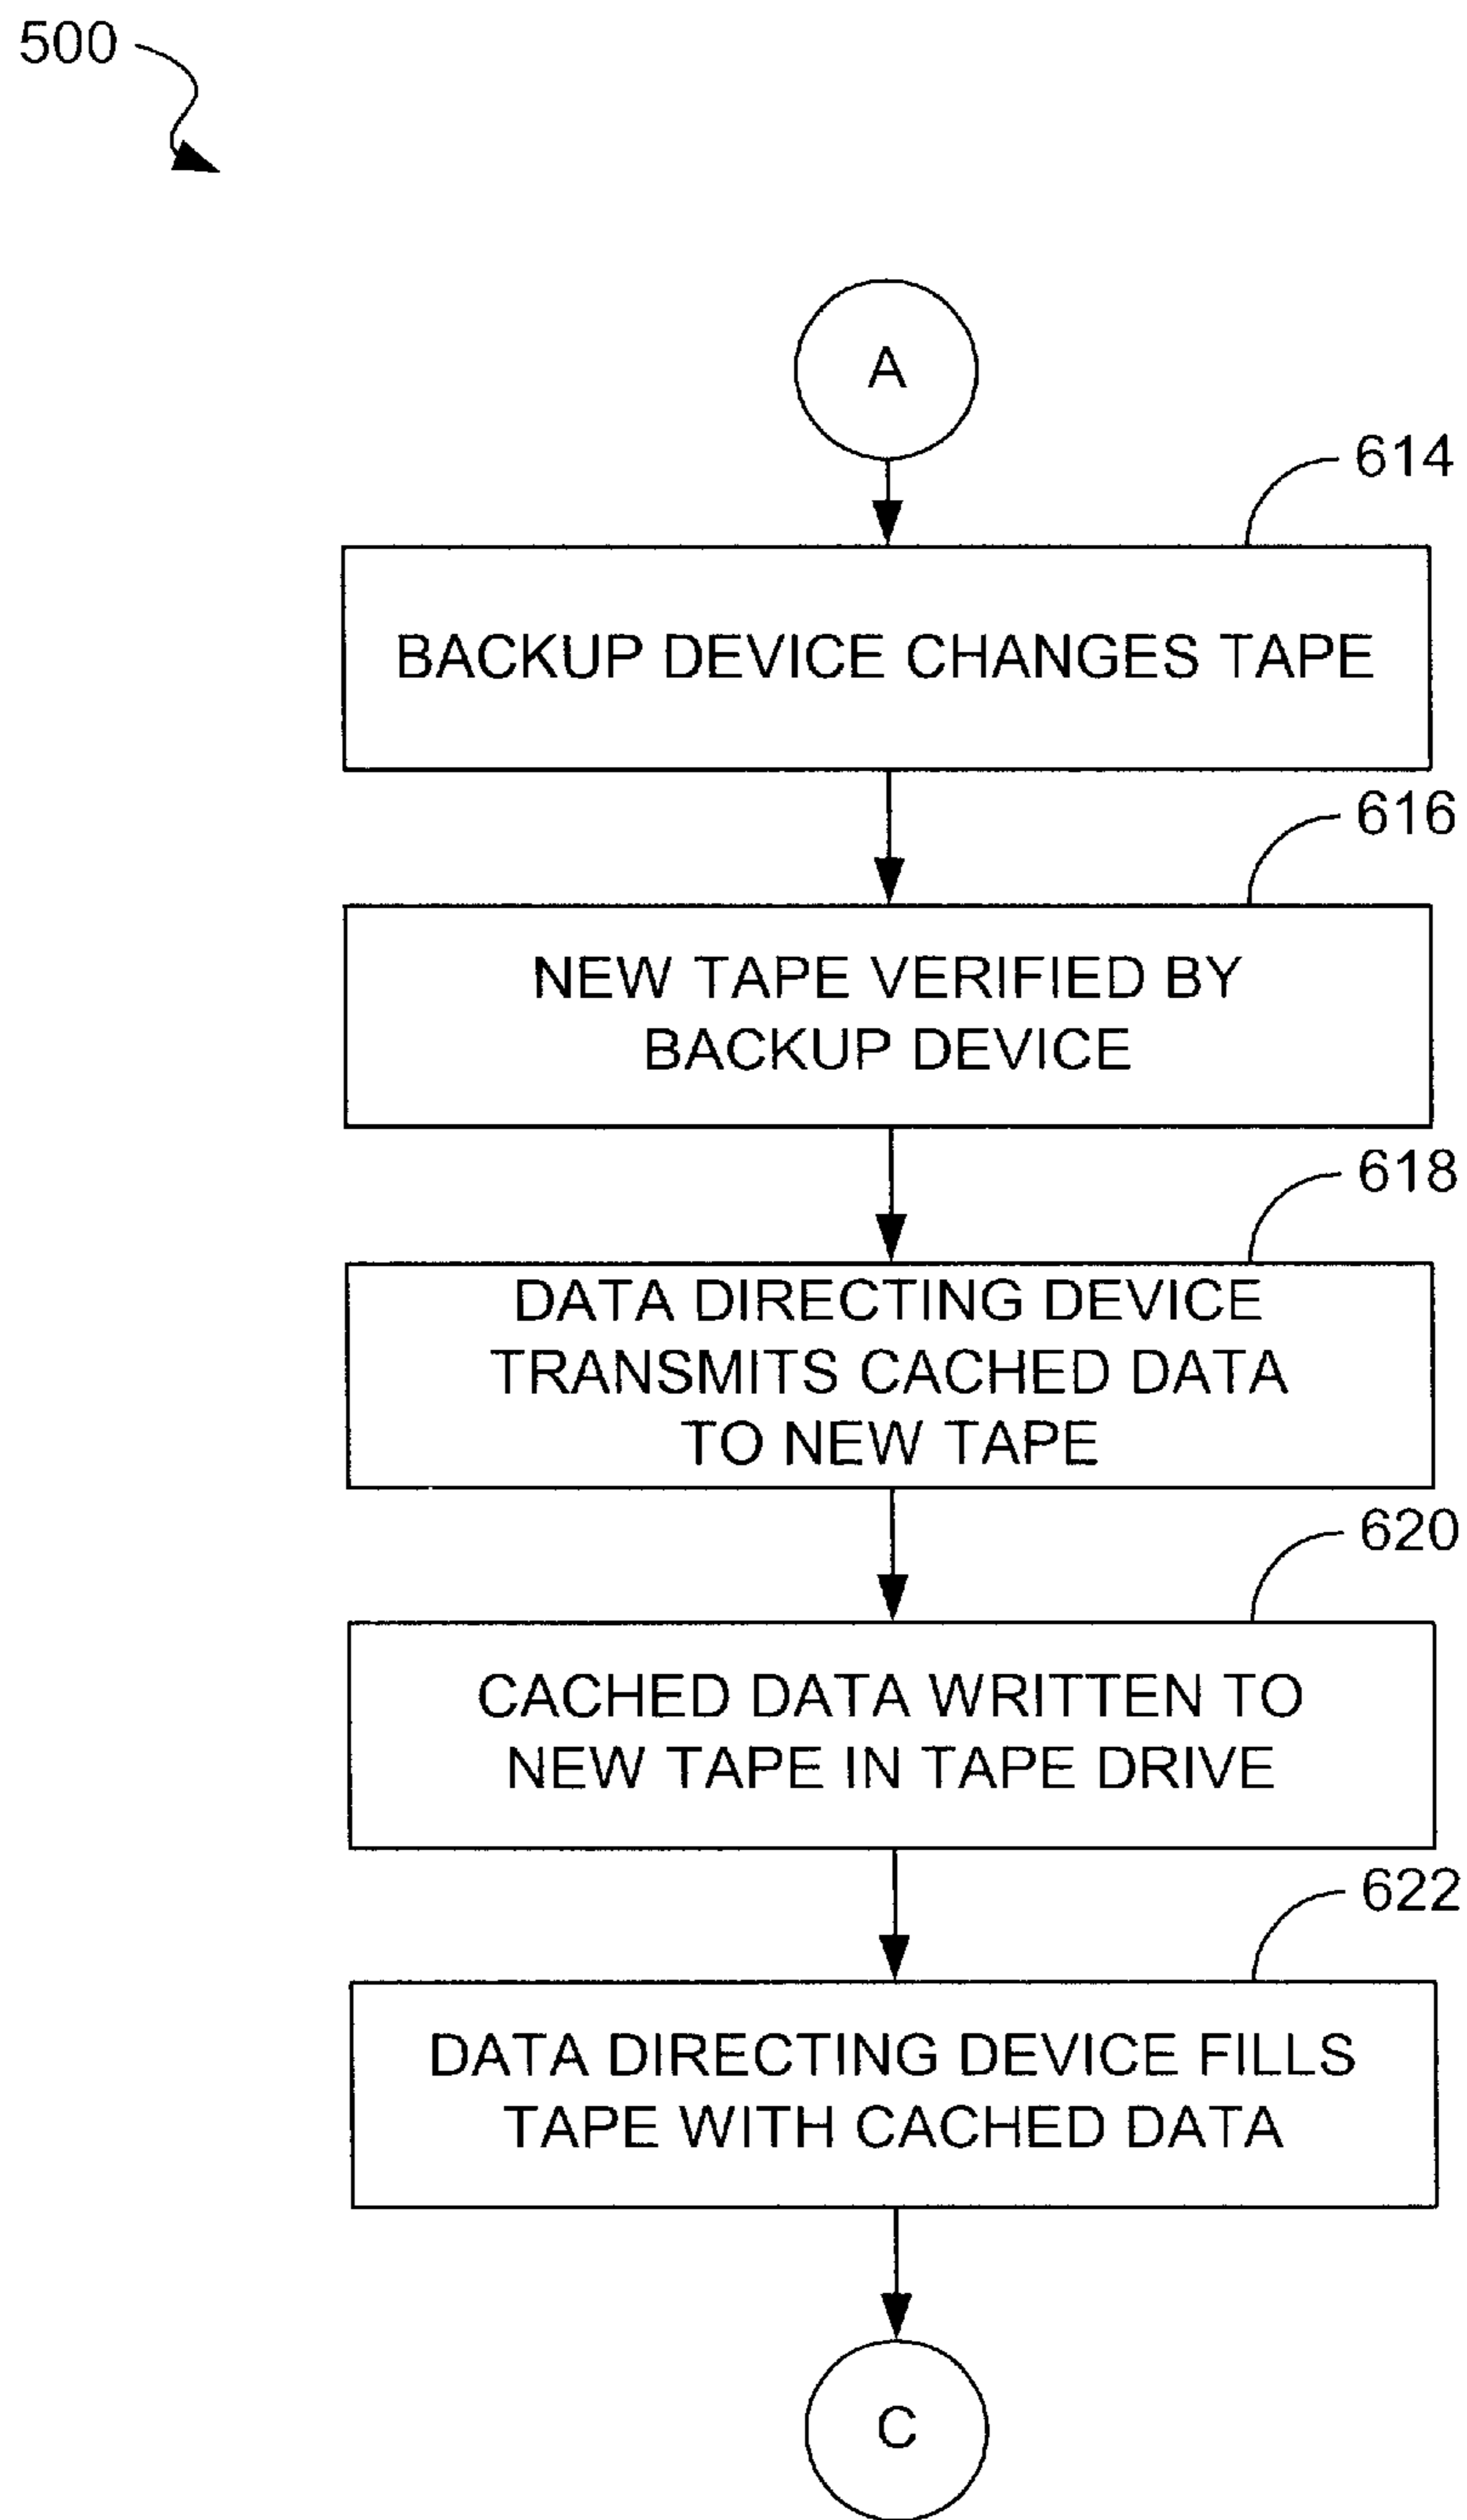 500
A
614
BACKUP DEVICE CHANGES TAPE
616
NEW TAPE VERIFIED BY
BACKUP DEVICE
618
DATA DIRECTING DEVICE
TRANSMITS CACHED DATA
TO NEW TAPE
620
CACHED DATA WRITTEN TO
NEW TAPE IN TAPE DRIVE
622
DATA DIRECTING DEVICE FILLS
TAPE WITH CACHED DATA
C